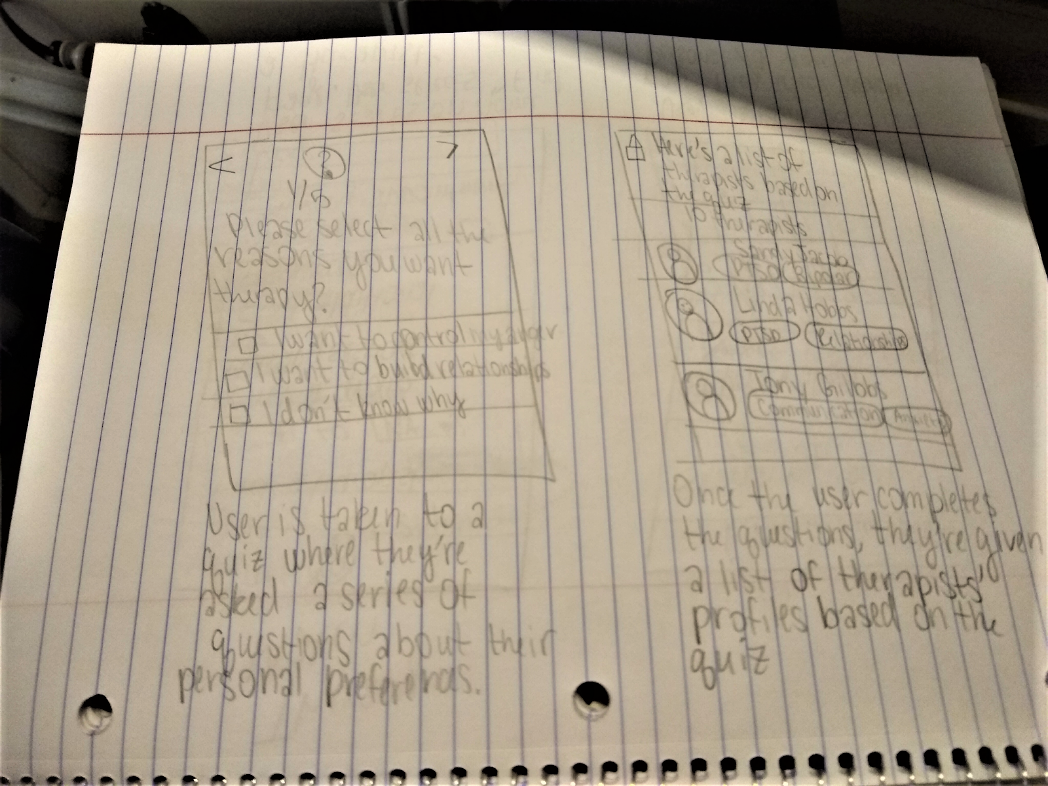 < ? >
1/5
Please select all the
reasons you want
therapy?
I want to control my anger
I want to build relationships
I don't know why
User is taken to a
quiz where they're
asked a series of
questions about their
personal preferences.
Here's a list of
therapists based on
the quiz
10 therapists
Sandy
PTSD Bipolar
Linda Hobbs
PTSD Relationships
Tony
Communication Anxiety
Once the user completes
the questions, they're given
a list of therapists'
profiles based on the
quiz